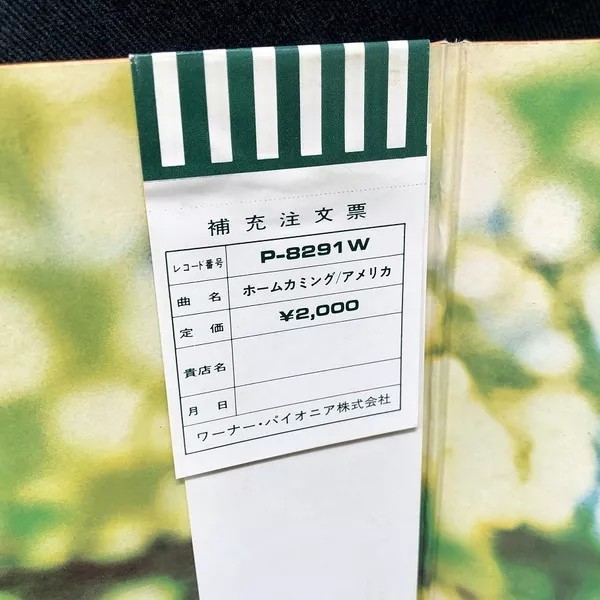 補充注文票
レコード番号 P-8291W
曲名 ホームカミング/アメリカ
定価 ¥2,000
貴店名
月日
ワーナー・パイオニア株式会社